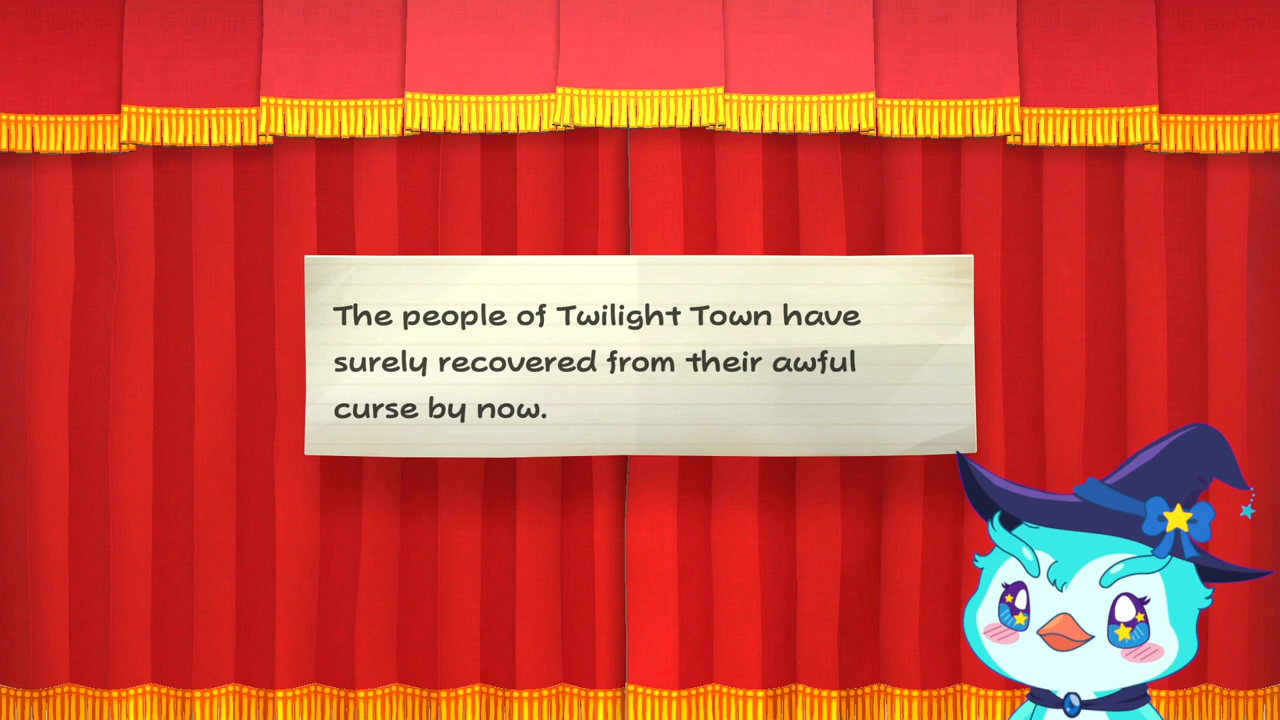 The people of Twilight Town have
surely recovered from their awful
curse by now.